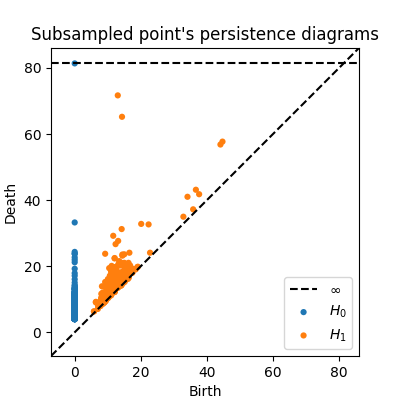 Subsampled point's persistence diagrams
Death
80
60
40
20
0
0 20 40 60 80
Birth
∞
H₀
H₁